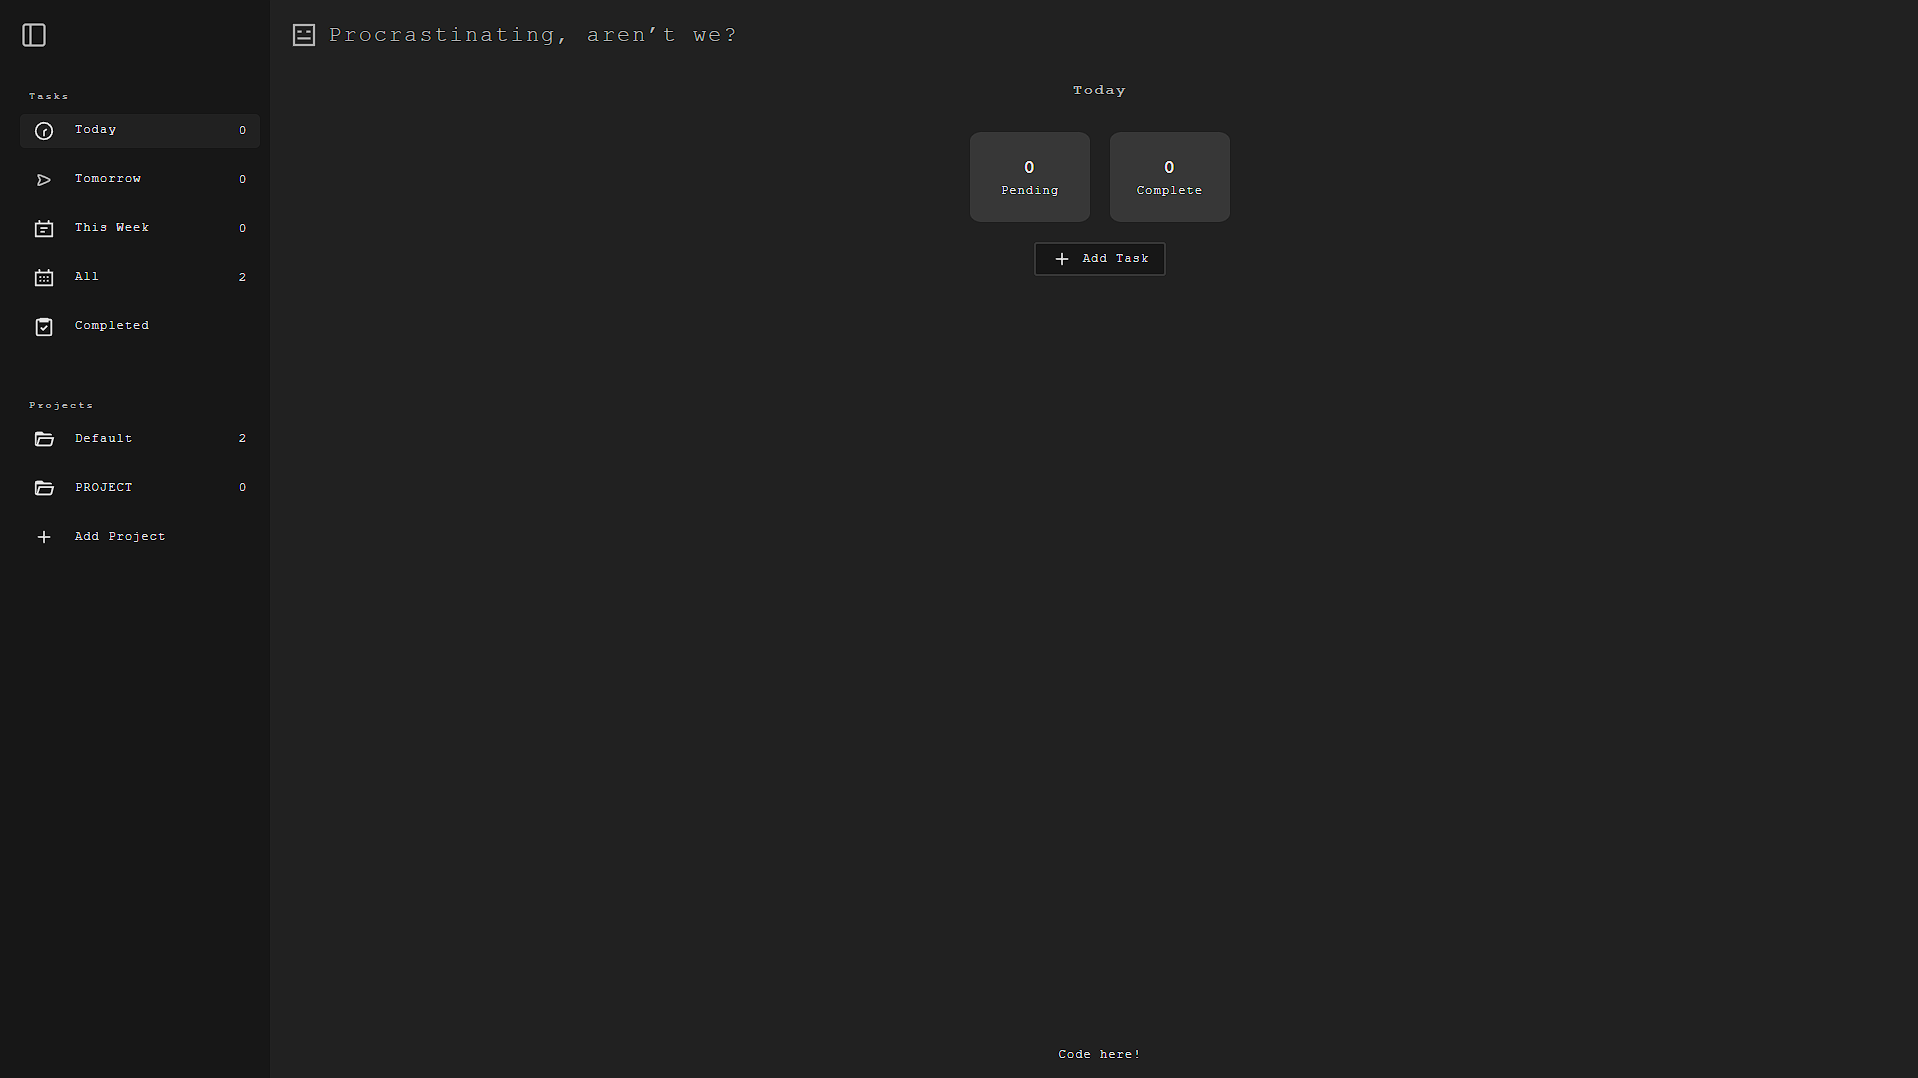 Procrastinating, aren’t we?
Tasks
Today 0
Tomorrow 0
This Week 0
All 2
Completed
Projects
Default 2
PROJECT 0
Add Project
Today
0 0
Pending Complete
Add Task
Code here!